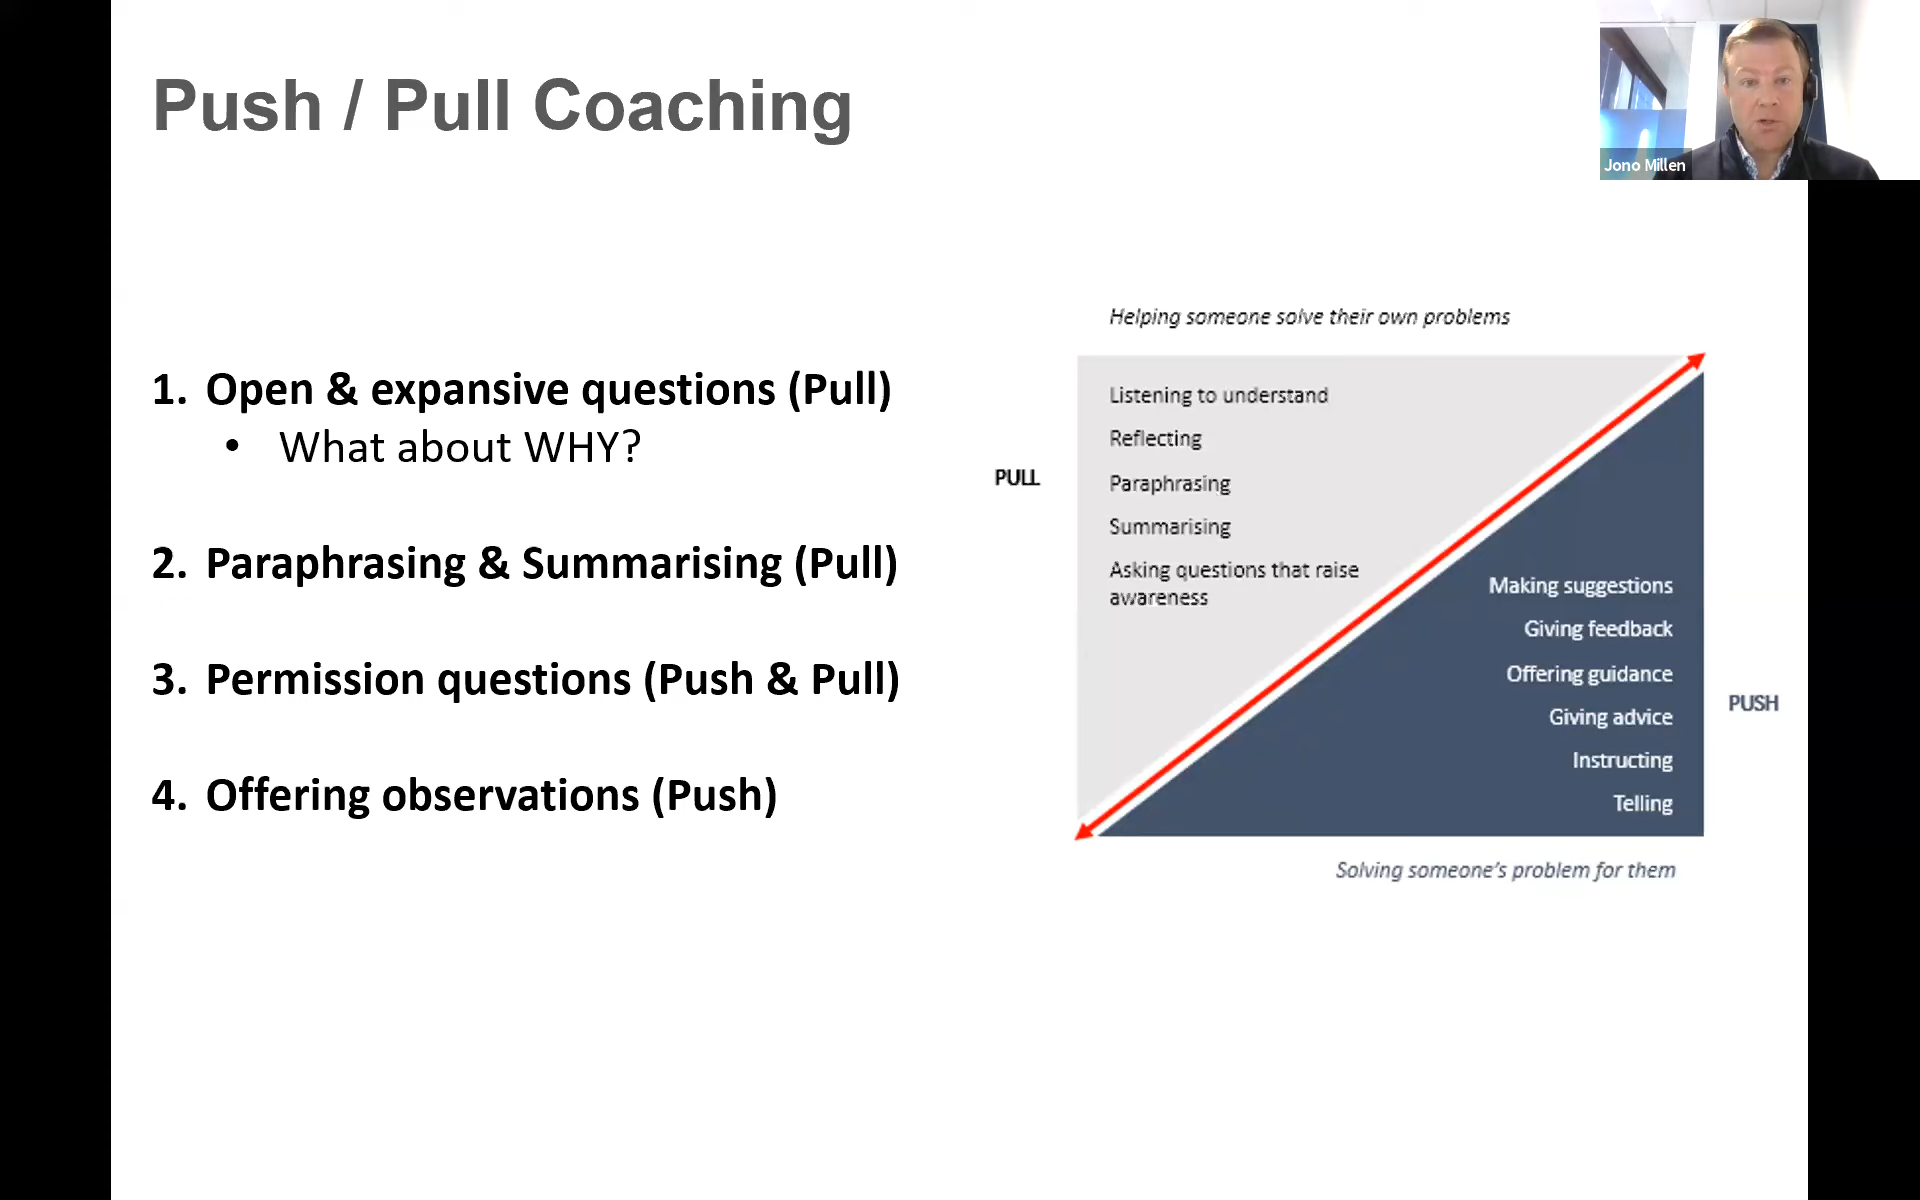 Push / Pull Coaching
Jono Millen
1. Open & expansive questions (Pull)
• What about WHY?
2. Paraphrasing & Summarising (Pull)
3. Permission questions (Push & Pull)
4. Offering observations (Push)
Helping someone solve their own problems
PULL
Listening to understand
Reflecting
Paraphrasing
Summarising
Asking questions that raise
awareness
Making suggestions
Giving feedback
Offering guidance
Giving advice
Instructing
Telling
PUSH
Solving someone's problem for them